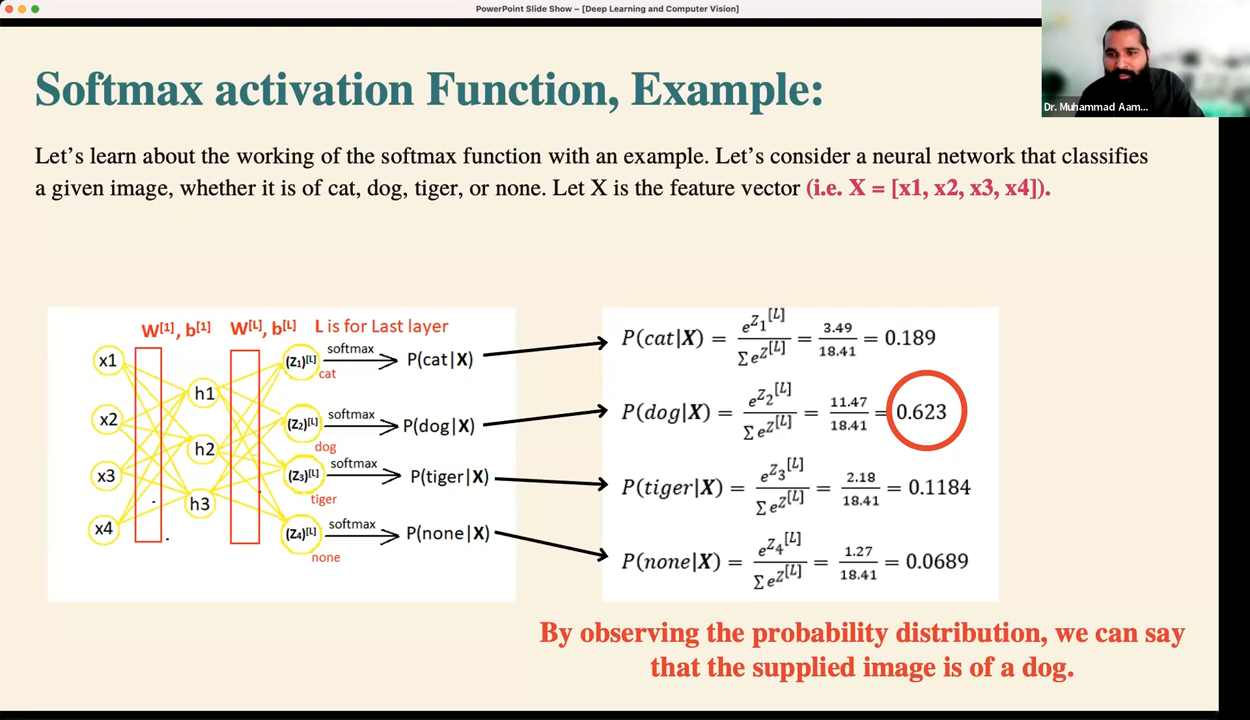 PowerPoint Slide Show – [Deep Learning and Computer Vision]
Dr. Muhammad Aam...
Softmax activation Function, Example:
Let's learn about the working of the softmax function with an example. Let's consider a neural network that classifies
a given image, whether it is of cat, dog, tiger, or none. Let X is the feature vector (i.e. X = [x1, x2, x3, x4]).
W[1], b[1] W[L], b[L] L is for Last layer
x1
x2
x3
x4
h1
h2
h3
(Z₁)[L] softmax P(cat|X)
cat
(Z₂)[L] softmax P(dog|X)
dog
(Z₃)[L] softmax P(tiger|X)
tiger
(Z₄)[L] softmax P(none|X)
none
P(cat|X) = e^Z₁^[L] / Σ e^Z^[L] = 3.49 / 18.41 = 0.189
P(dog|X) = e^Z₂^[L] / Σ e^Z^[L] = 11.47 / 18.41 = 0.623
P(tiger|X) = e^Z₃^[L] / Σ e^Z^[L] = 2.18 / 18.41 = 0.1184
P(none|X) = e^Z₄^[L] / Σ e^Z^[L] = 1.27 / 18.41 = 0.0689
By observing the probability distribution, we can say
that the supplied image is of a dog.